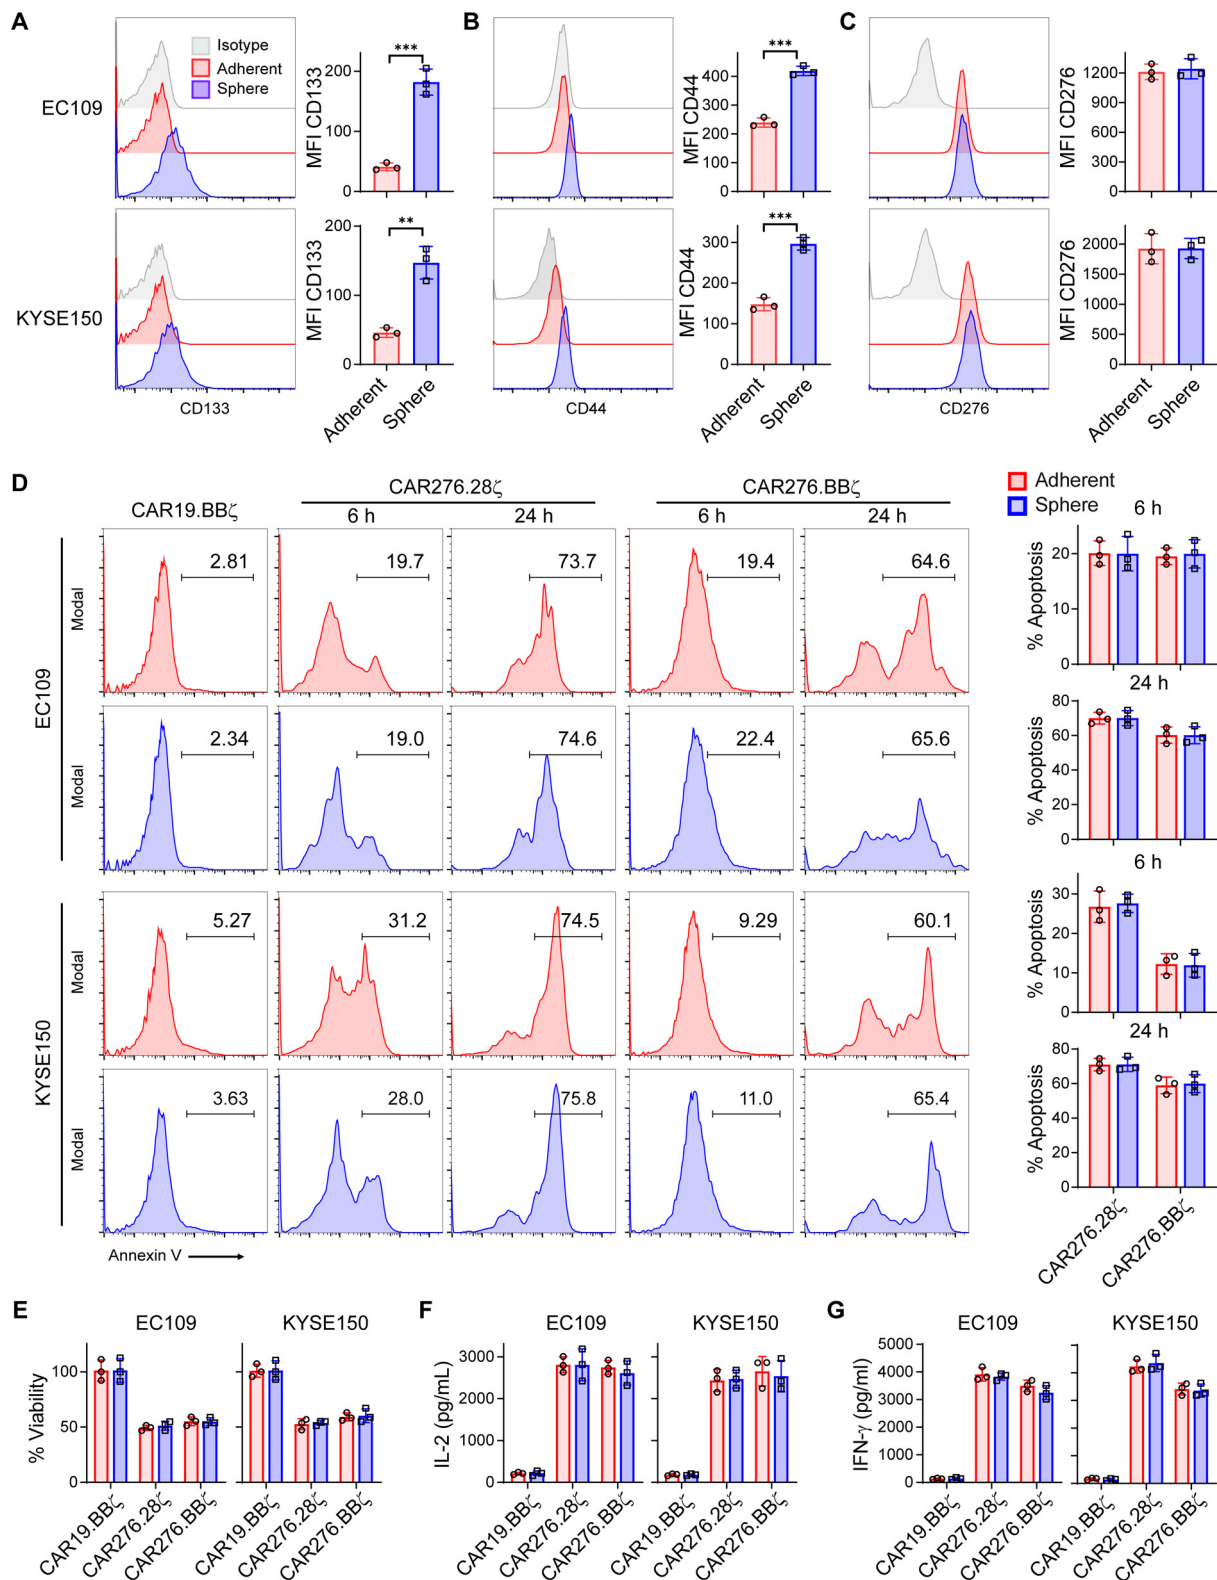 A
B
C
Isotype
Adherent
Sphere
EC109
KYSE150
MFI CD133
200
100
0
***
MFI CD133
200
100
0
**
CD133
Adherent
Sphere
MFI CD44
400
300
200
100
0
***
MFI CD44
300
200
100
0
***
CD44
Adherent
Sphere
MFI CD276
1200
900
600
300
0
MFI CD276
2000
1500
1000
500
0
CD276
Adherent
Sphere
D
CAR19.BBζ
CAR276.28ζ
CAR276.BBζ
6 h
24 h
6 h
24 h
EC109
Modal
2.81
19.7
73.7
19.4
64.6
Modal
2.34
19.0
74.6
22.4
65.6
KYSE150
Modal
5.27
31.2
74.5
9.29
60.1
Modal
3.63
28.0
75.8
11.0
65.4
Annexin V
Adherent
Sphere
6 h
% Apoptosis
20
10
0
24 h
% Apoptosis
80
60
40
20
0
6 h
% Apoptosis
30
20
10
0
24 h
% Apoptosis
80
60
40
20
0
CAR276.28ζ
CAR276.BBζ
E
EC109
KYSE150
% Viability
100
50
0
CAR19.BBζ
CAR276.28ζ
CAR276.BBζ
CAR19.BBζ
CAR276.28ζ
CAR276.BBζ
F
EC109
KYSE150
IL-2 (pg/mL)
3000
2000
1000
0
CAR19.BBζ
CAR276.28ζ
CAR276.BBζ
CAR19.BBζ
CAR276.28ζ
CAR276.BBζ
G
EC109
KYSE150
IFN-γ (pg/ml)
5000
4000
3000
2000
1000
0
CAR19.BBζ
CAR276.28ζ
CAR276.BBζ
CAR19.BBζ
CAR276.28ζ
CAR276.BBζ